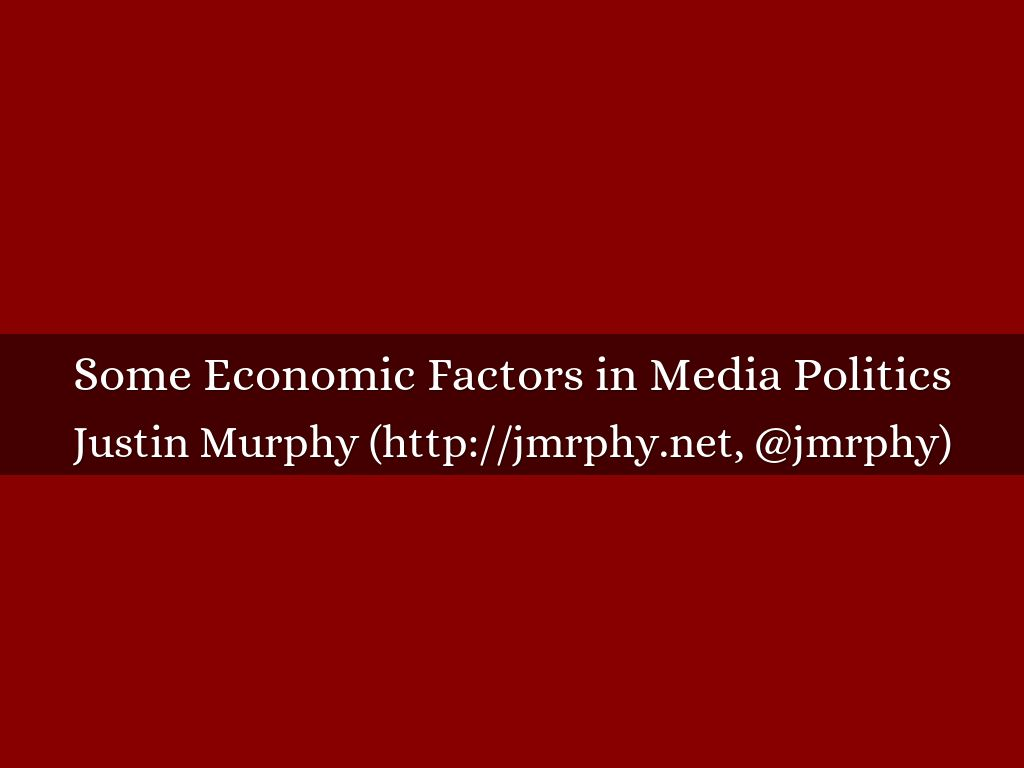 Some Economic Factors in Media Politics
Justin Murphy (http://jmrphy.net, @jmrphy)